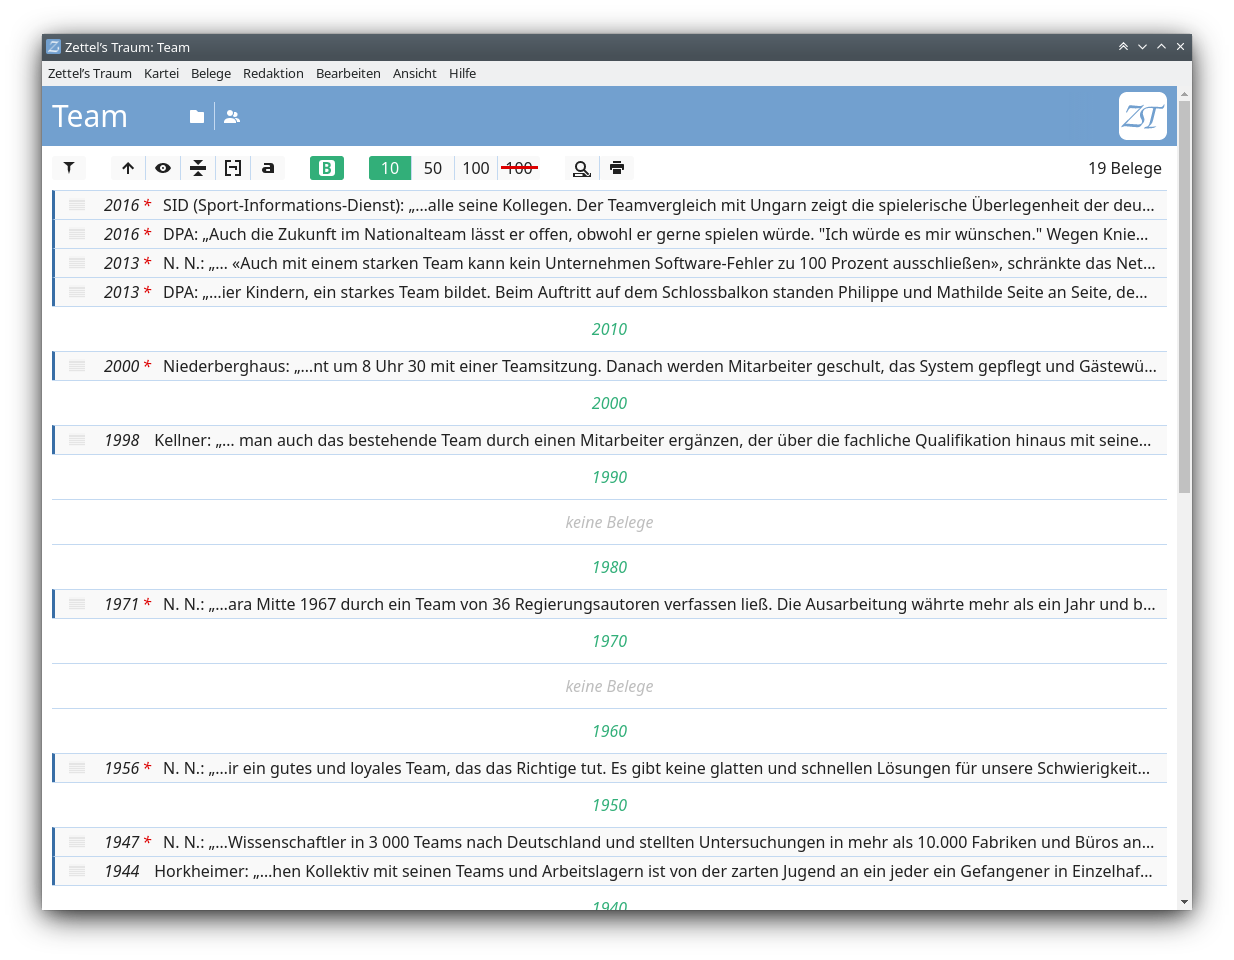 Zettel’s Traum: Team
Zettel’s Traum Kartei Belege Redaktion Bearbeiten Ansicht Hilfe
Team
ZT
a B 10 50 100 100 19 Belege
2016 * SID (Sport-Informations-Dienst): „…alle seine Kollegen. Der Teamvergleich mit Ungarn zeigt die spielerische Überlegenheit der deu…
2016 * DPA: „Auch die Zukunft im Nationalteam lässt er offen, obwohl er gerne spielen würde. "Ich würde es mir wünschen." Wegen Knie…
2013 * N. N.: „… «Auch mit einem starken Team kann kein Unternehmen Software-Fehler zu 100 Prozent ausschließen», schränkte das Net…
2013 * DPA: „…ier Kindern, ein starkes Team bildet. Beim Auftritt auf dem Schlossbalkon standen Philippe und Mathilde Seite an Seite, de…
2010
2000 * Niederberghaus: „…nt um 8 Uhr 30 mit einer Teamsitzung. Danach werden Mitarbeiter geschult, das System gepflegt und Gästewü…
2000
1998 Kellner: „… man auch das bestehende Team durch einen Mitarbeiter ergänzen, der über die fachliche Qualifikation hinaus mit seine…
1990
keine Belege
1980
1971 * N. N.: „…ara Mitte 1967 durch ein Team von 36 Regierungsautoren verfassen ließ. Die Ausarbeitung währte mehr als ein Jahr und b…
1970
keine Belege
1960
1956 * N. N.: „…ir ein gutes und loyales Team, das das Richtige tut. Es gibt keine glatten und schnellen Lösungen für unsere Schwierigkeit…
1950
1947 * N. N.: „…Wissenschaftler in 3 000 Teams nach Deutschland und stellten Untersuchungen in mehr als 10.000 Fabriken und Büros an…
1944 Horkheimer: „…hen Kollektiv mit seinen Teams und Arbeitslagern ist von der zarten Jugend an ein jeder ein Gefangener in Einzelhaf…
1940